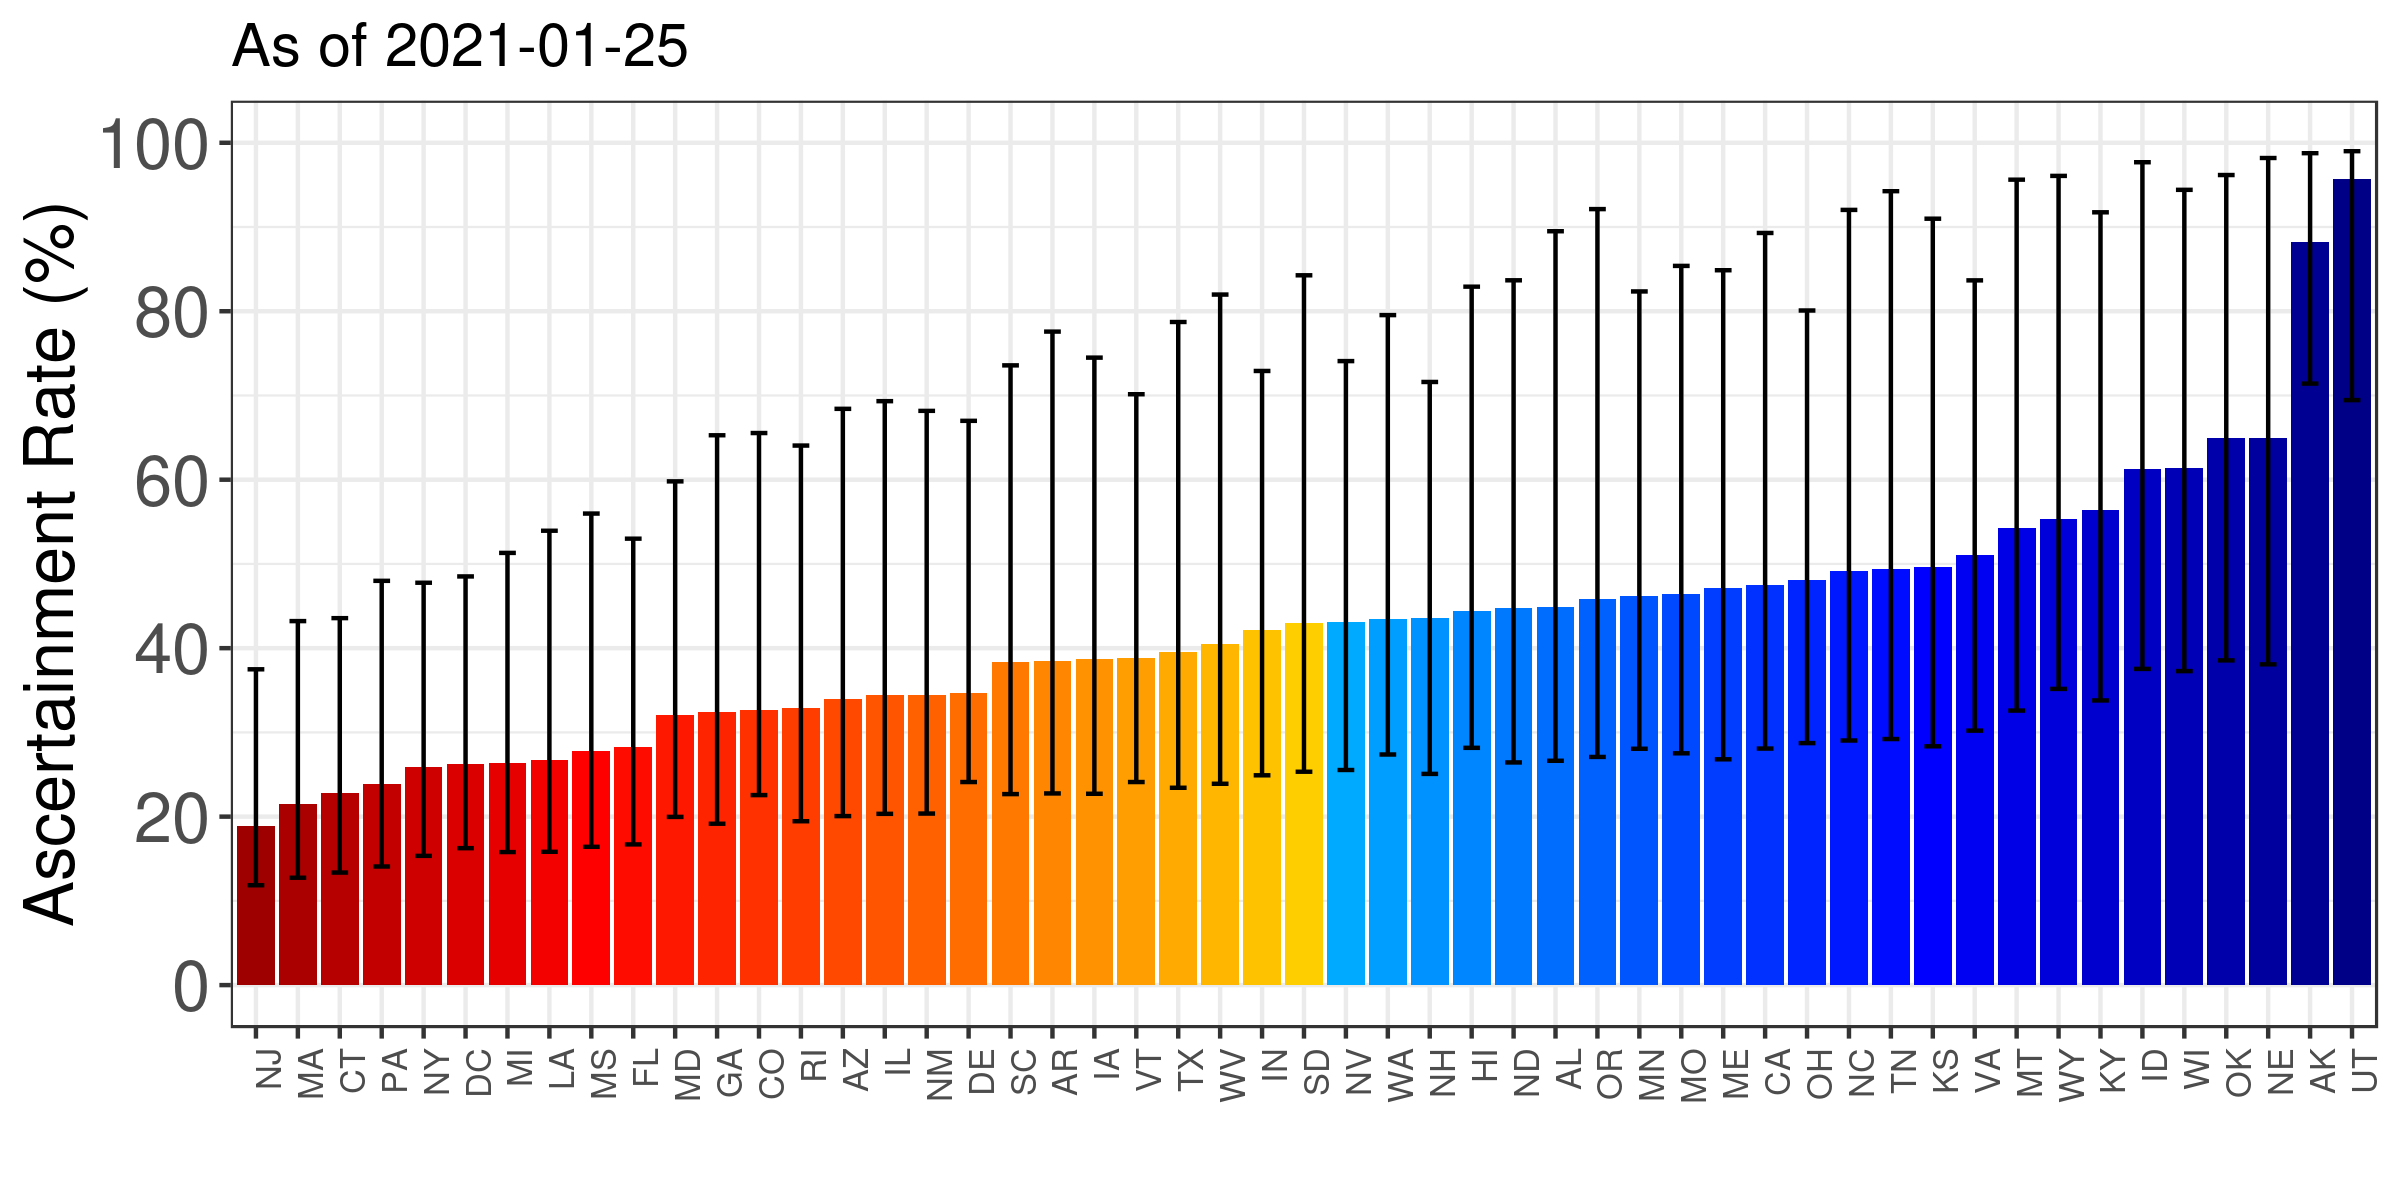 As of 2021-01-25
Ascertainment Rate (%)
100
80
60
40
20
0
NJ MA CT PA NY DC MI LA MS FL MD GA CO RI AZ IL NM DE SC AR IA VT TX WV IN SD NV WA NH HI ND AL OR MN MO ME CA OH NC TN KS VA MT WY KY ID WI OK NE AK UT